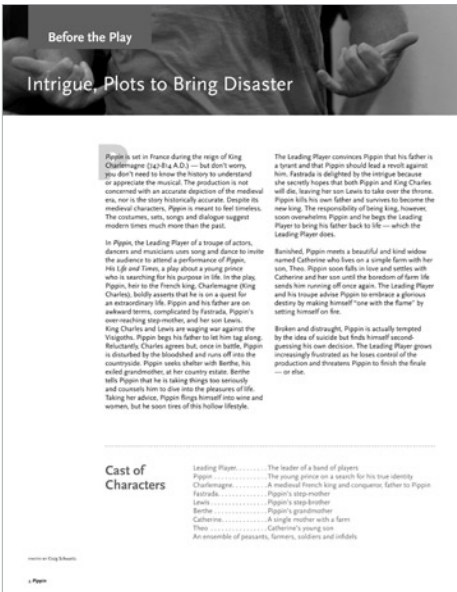 Before the Play
Intrigue, Plots to Bring Disaster
Pippin is set in France during the reign of King
Charlemagne (747-814 A.D.) — but don't worry,
you don't need to know the history to understand
or appreciate the musical. The production is not
concerned with an accurate depiction of the medieval
era, nor is the story historically accurate. Despite its
medieval characters, Pippin is meant to feel timeless.
The costumes, sets, songs and dialogue suggest
modern times much more than the past.
In Pippin, the Leading Player of a troupe of actors,
dancers and musicians uses song and dance to invite
the audience to attend a performance of Pippin,
His Life and Times, a play about a young prince
who is searching for his purpose in life. In the play,
Pippin, heir to the French king, Charlemagne (King
Charles), boldly asserts that he is on a quest for
an extraordinary life. Pippin and his father are on
awkward terms, complicated by Fastrada, Pippin's
over-reaching step-mother, and her son Lewis.
King Charles and Lewis are waging war against the
Visigoths. Pippin begs his father to let him tag along.
Reluctantly, Charles agrees but, once in battle, Pippin
is disturbed by the bloodshed and runs off into the
countryside. Pippin seeks shelter with Berthe, his
exiled grandmother, at her country estate. Berthe
tells Pippin that he is taking things too seriously
and counsels him to dive into the pleasures of life.
Taking her advice, Pippin flings himself into wine and
women, but he soon tires of this hollow lifestyle.
The Leading Player convinces Pippin that his father is
a tyrant and that Pippin should lead a revolt against
him. Fastrada is delighted by the intrigue because
she secretly hopes that both Pippin and King Charles
will die, leaving her son Lewis to take over the throne.
Pippin kills his own father and survives to become the
new king. The responsibility of being king, however,
soon overwhelms Pippin and he begs the Leading
Player to bring his father back to life — which the
Leading Player does.
Banished, Pippin meets a beautiful and kind widow
named Catherine who lives on a simple farm with her
son, Theo. Pippin soon falls in love and settles with
Catherine and her son until the boredom of farm life
sends him running off once again. The Leading Player
and his troupe advise Pippin to embrace a glorious
destiny by making himself "one with the flame" by
setting himself on fire.
Broken and distraught, Pippin is actually tempted
by the idea of suicide but finds himself second-
guessing his own decision. The Leading Player grows
increasingly frustrated as he loses control of the
production and threatens Pippin to finish the finale
— or else.
Cast of
Characters
Leading Player.........The leader of a band of players
Pippin...............The young prince on a search for his true identity
Charlemagne..........A medieval French king and conqueror, father to Pippin
Fastrada.............Pippin's step-mother
Lewis................Pippin's step-brother
Berthe...............Pippin's grandmother
Catherine............A single mother with a farm
Theo................Catherine's young son
An ensemble of peasants, farmers, soldiers and infidels
PHOTO BY Craig Schwartz.
Pippin